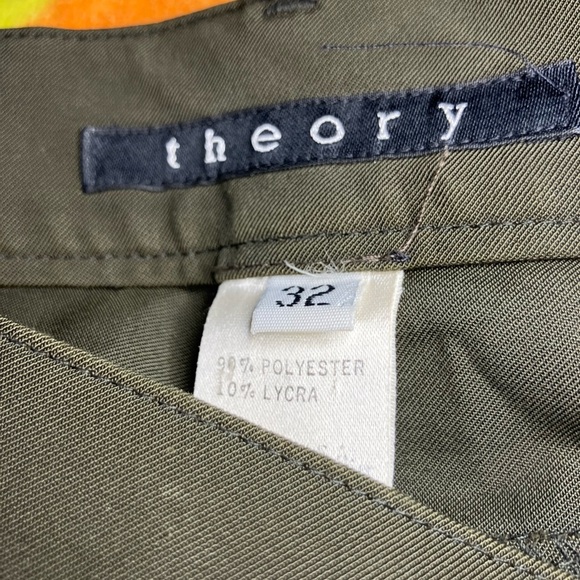 theory
32
90% POLYESTER
10% LYCRA